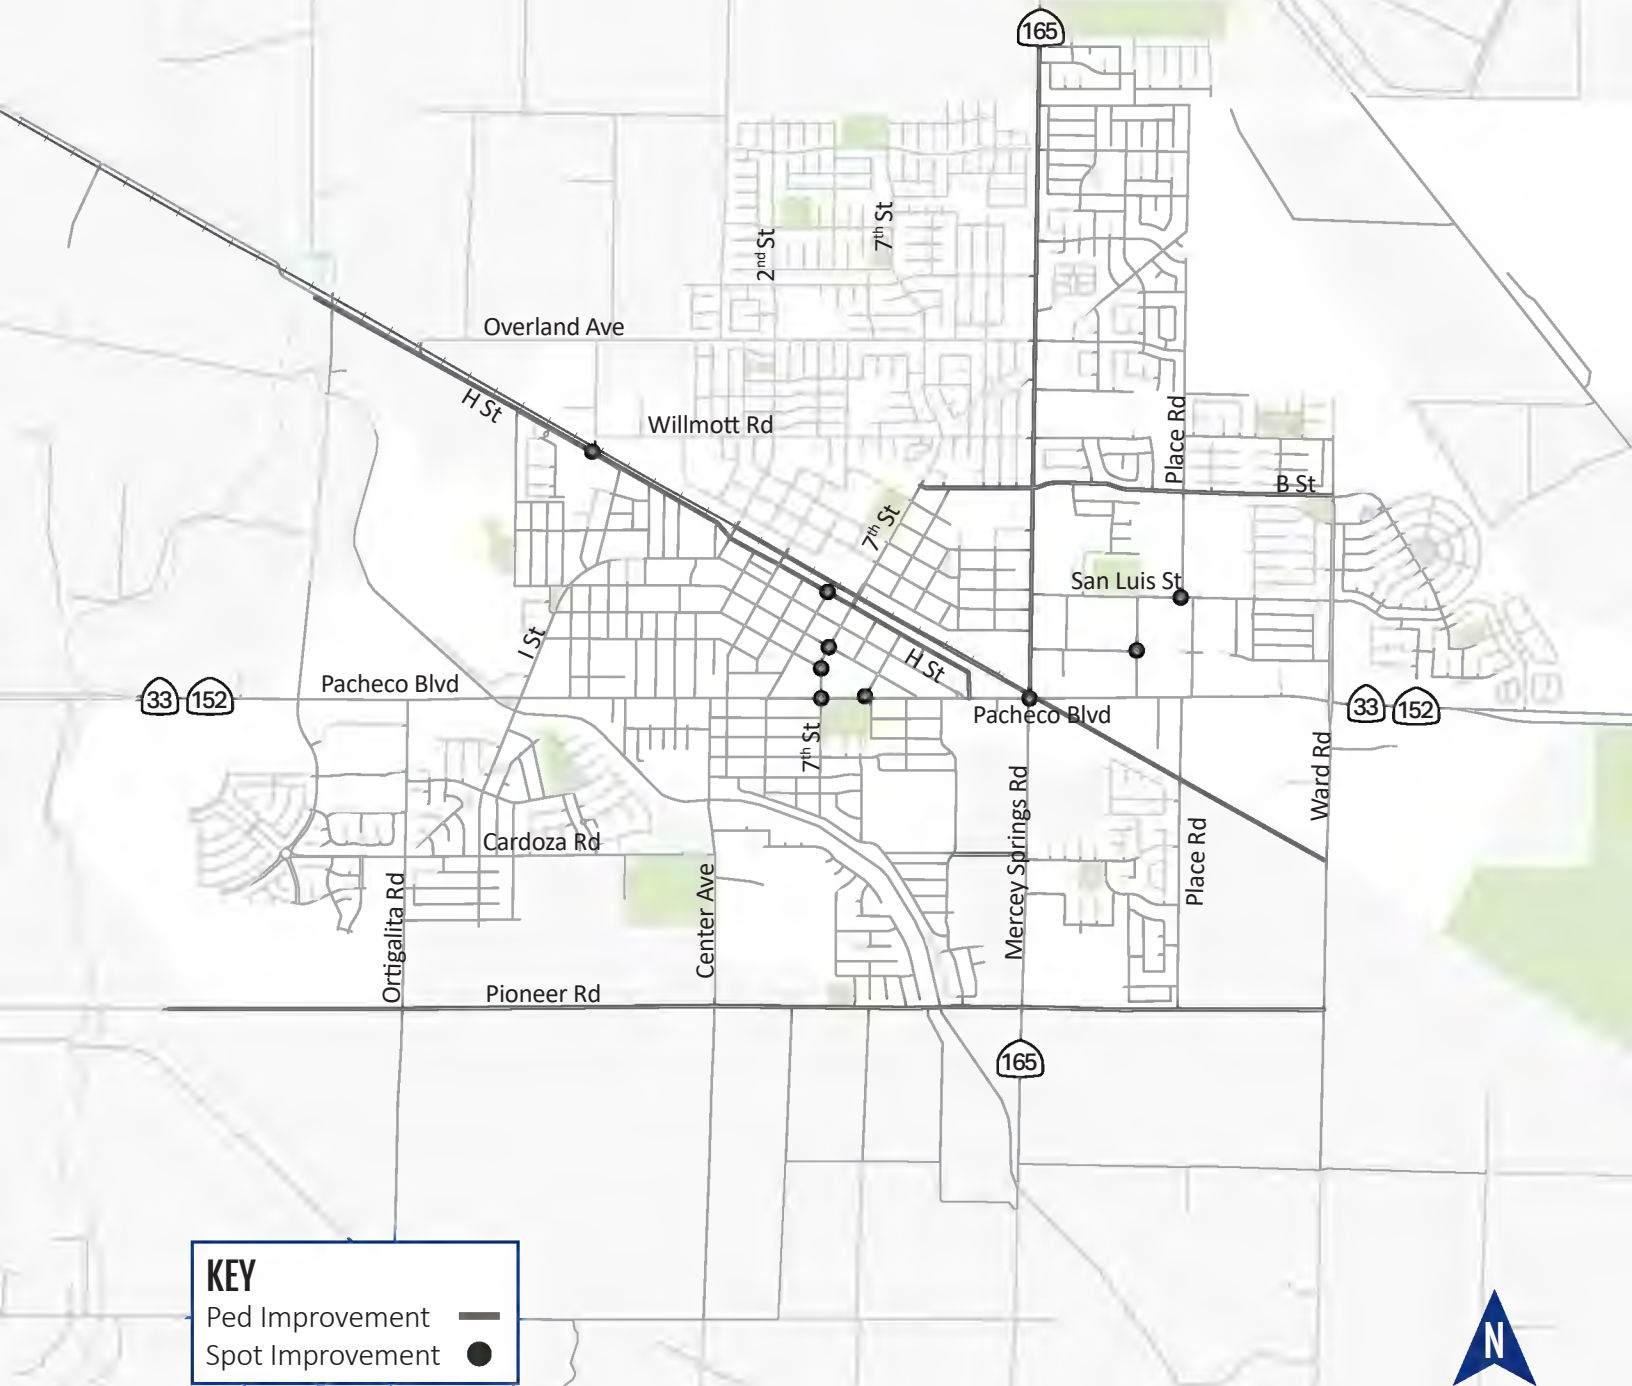 165
2nd St
7th St
Overland Ave
H St
Willmott Rd
Place Rd
B St
7th St
San Luis St
I St
H St
33
152
Pacheco Blvd
Pacheco Blvd
33
152
7th St
Ward Rd
Mercey Springs Rd
Cardoza Rd
Place Rd
Ortigalita Rd
Center Ave
Pioneer Rd
165
KEY
Ped Improvement
Spot Improvement
N